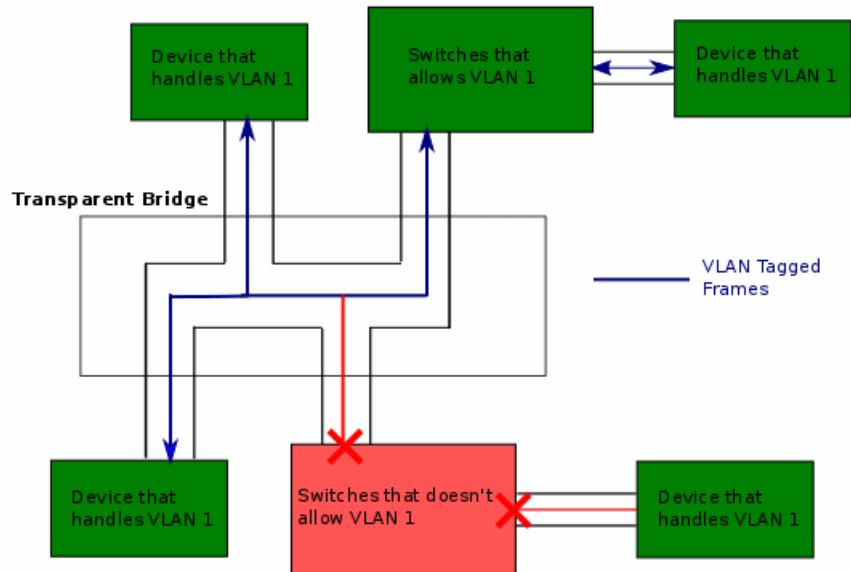 Device that
handles VLAN 1
Switches that
allows VLAN 1
Device that
handles VLAN 1
Transparent Bridge
VLAN Tagged
Frames
Device that
handles VLAN 1
Switches that doesn't
allow VLAN 1
Device that
handles VLAN 1